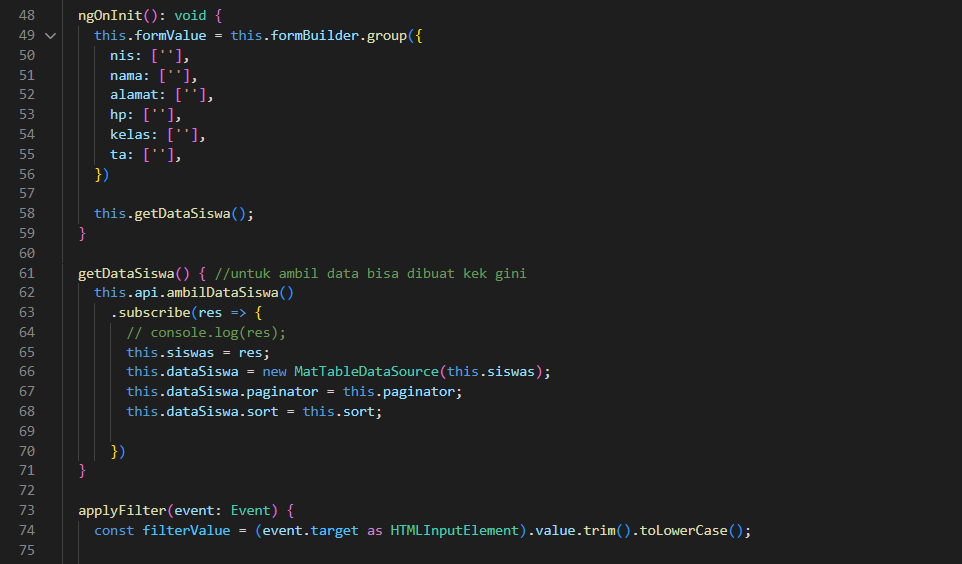 48 ngOnInit(): void {
49 this.formValue = this.formBuilder.group({
50 nis: [''],
51 nama: [''],
52 alamat: [''],
53 hp: [''],
54 kelas: [''],
55 ta: [''],
56 })
57
58 this.getDataSiswa();
59 }
60
61 getDataSiswa() { //untuk ambil data bisa dibuat kek gini
62 this.api.ambilDataSiswa()
63 .subscribe(res => {
64 // console.log(res);
65 this.siswas = res;
66 this.dataSiswa = new MatTableDataSource(this.siswas);
67 this.dataSiswa.paginator = this.paginator;
68 this.dataSiswa.sort = this.sort;
69
70 })
71 }
72
73 applyFilter(event: Event) {
74 const filterValue = (event.target as HTMLInputElement).value.trim().toLowerCase();
75